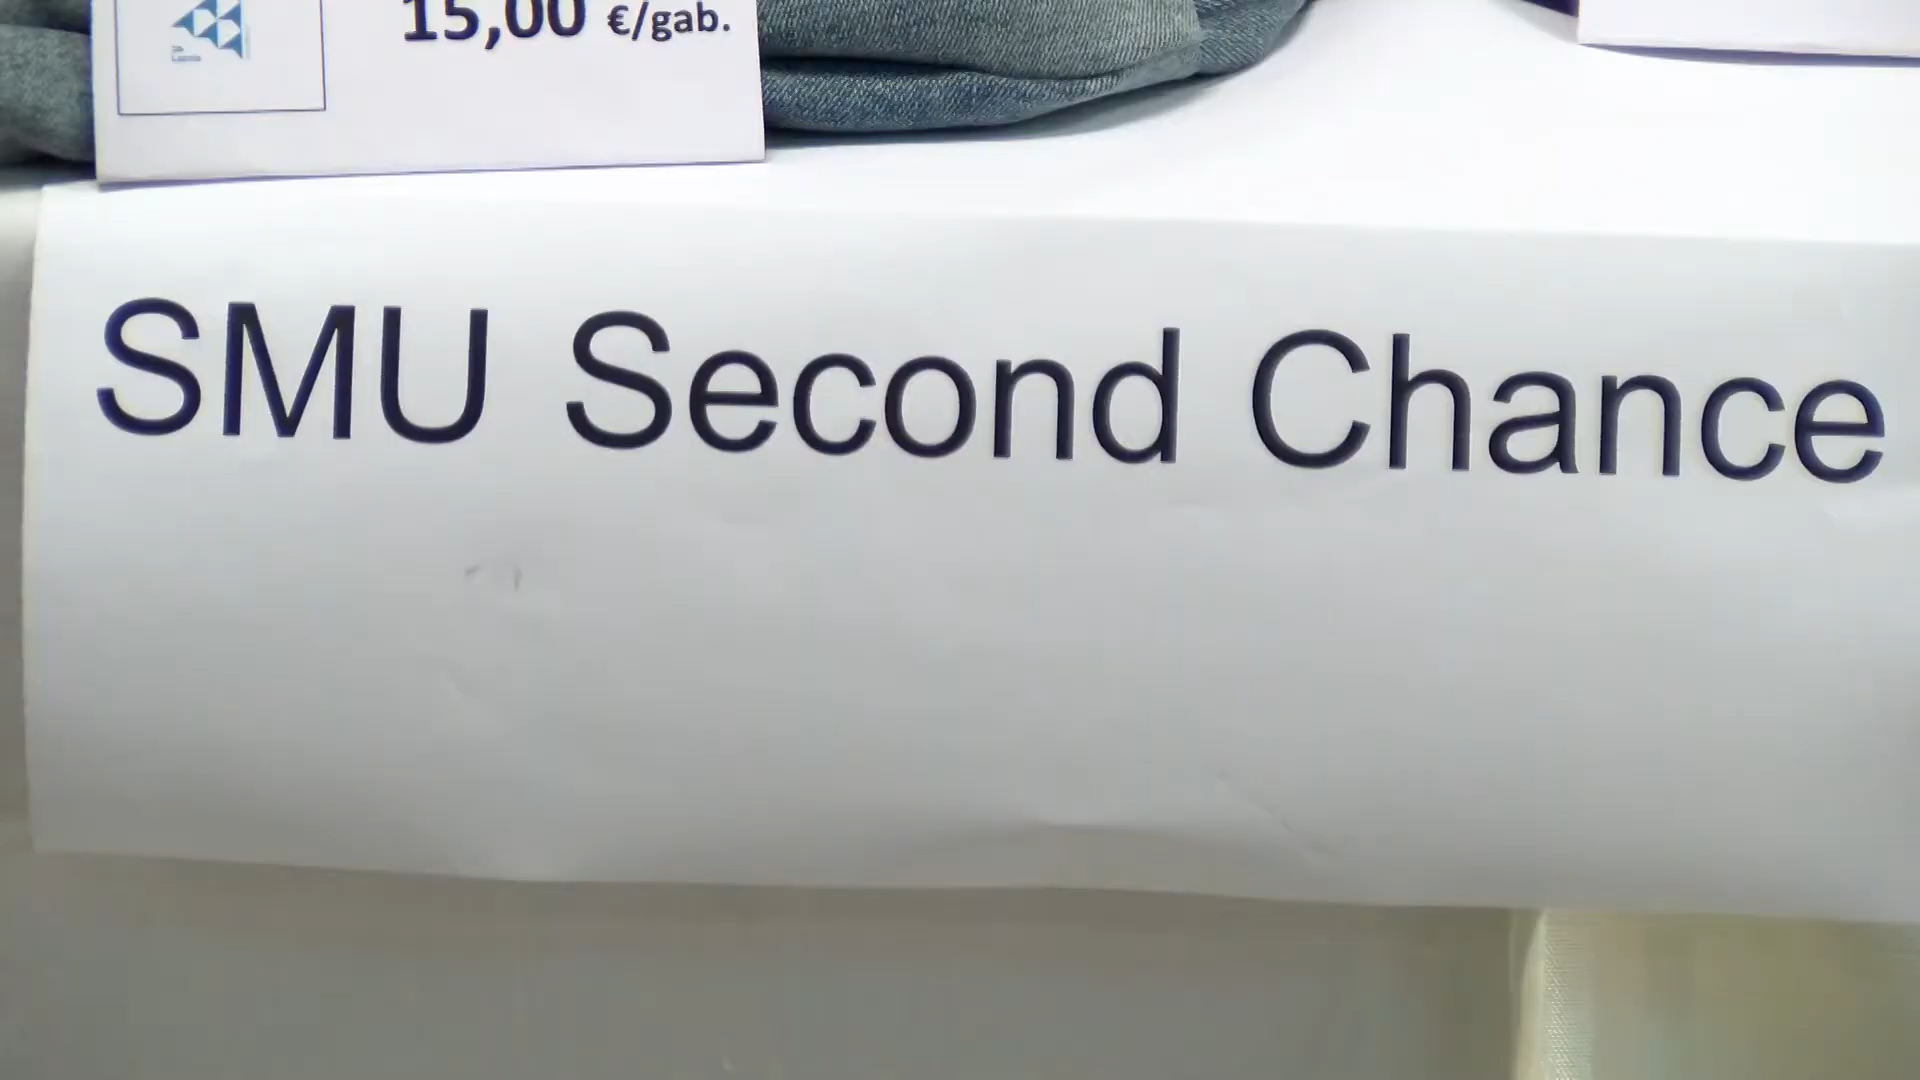 15,00 €/gab.
SMU Second Chance